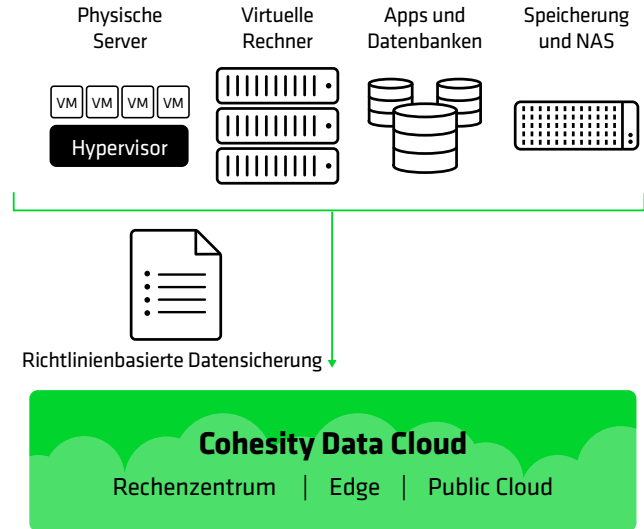 Physische
Server
Virtuelle
Rechner
Apps und
Datenbanken
Speicherung
und NAS
VM VM VM VM
Hypervisor
Richtlinienbasierte Datensicherung
Cohesity Data Cloud
Rechenzentrum | Edge | Public Cloud